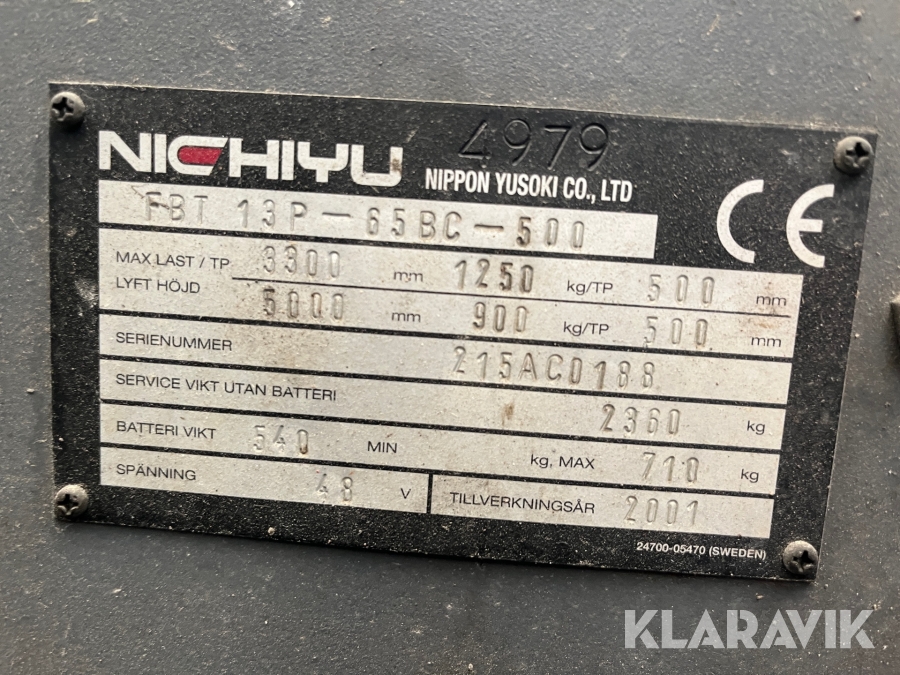 NICHIYU 4979
NIPPON YUSOKI CO., LTD
FBT 13P-65BC-500
MAX LAST / TP 3300 mm 1250 kg/TP 500 mm
LYFT HÖJD 5000 mm 900 kg/TP 500 mm
SERIENUMMER 215AC0188
SERVICE VIKT UTAN BATTERI 2360 kg
BATTERI VIKT 540 MIN kg, MAX 710 kg
SPÄNNING 48 V TILLVERKNINGSÅR 2001
24700-05470 (SWEDEN)
CE
KLARAVIK